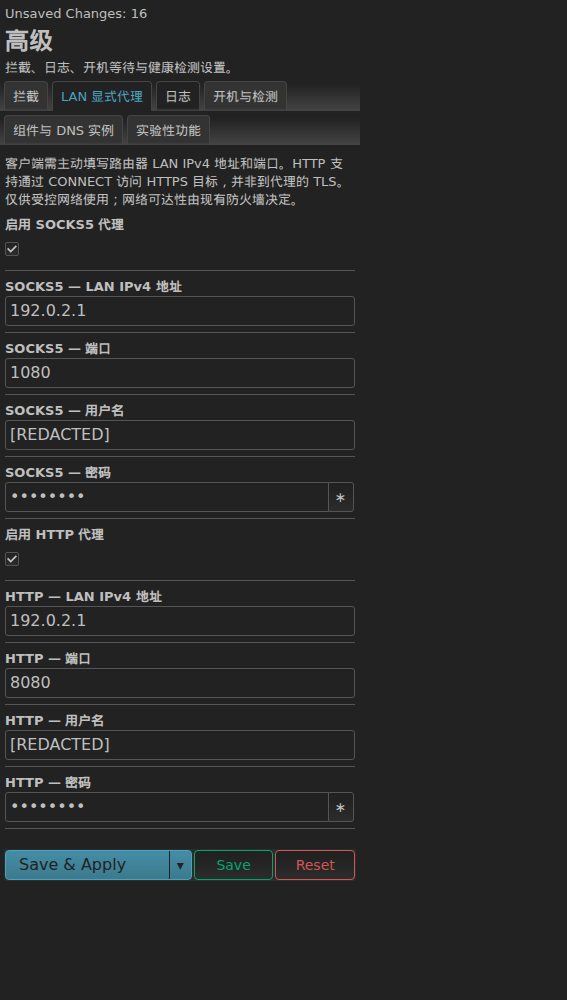 Unsaved Changes: 16
高级
拦截、日志、开机等待与健康检测设置。
拦截 LAN 显式代理 日志 开机与检测
组件与 DNS 实例 实验性功能
客户端需主动填写路由器 LAN IPv4 地址和端口。HTTP 支
持通过 CONNECT 访问 HTTPS 目标，并非到代理的 TLS。
仅供受控网络使用；网络可达性由现有防火墙决定。
启用 SOCKS5 代理
SOCKS5 — LAN IPv4 地址
192.0.2.1
SOCKS5 — 端口
1080
SOCKS5 — 用户名
[REDACTED]
SOCKS5 — 密码
••••••••
*
启用 HTTP 代理
HTTP — LAN IPv4 地址
192.0.2.1
HTTP — 端口
8080
HTTP — 用户名
[REDACTED]
HTTP — 密码
••••••••
*
Save & Apply ▾ Save Reset